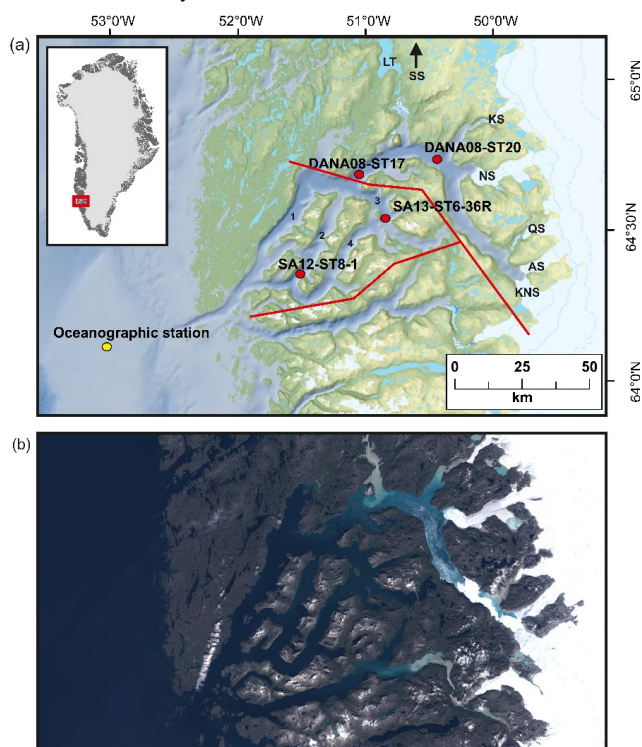 53°0'W 52°0'W 51°0'W 50°0'W
(a)
LT
SS
65°0'N
KS
DANA08-ST17
DANA08-ST20
NS
3
SA13-ST6-36R
1
2
4
QS
64°30'N
SA12-ST8-1
AS
KNS
Oceanographic station
0 25 50
km
64°0'N
(b)